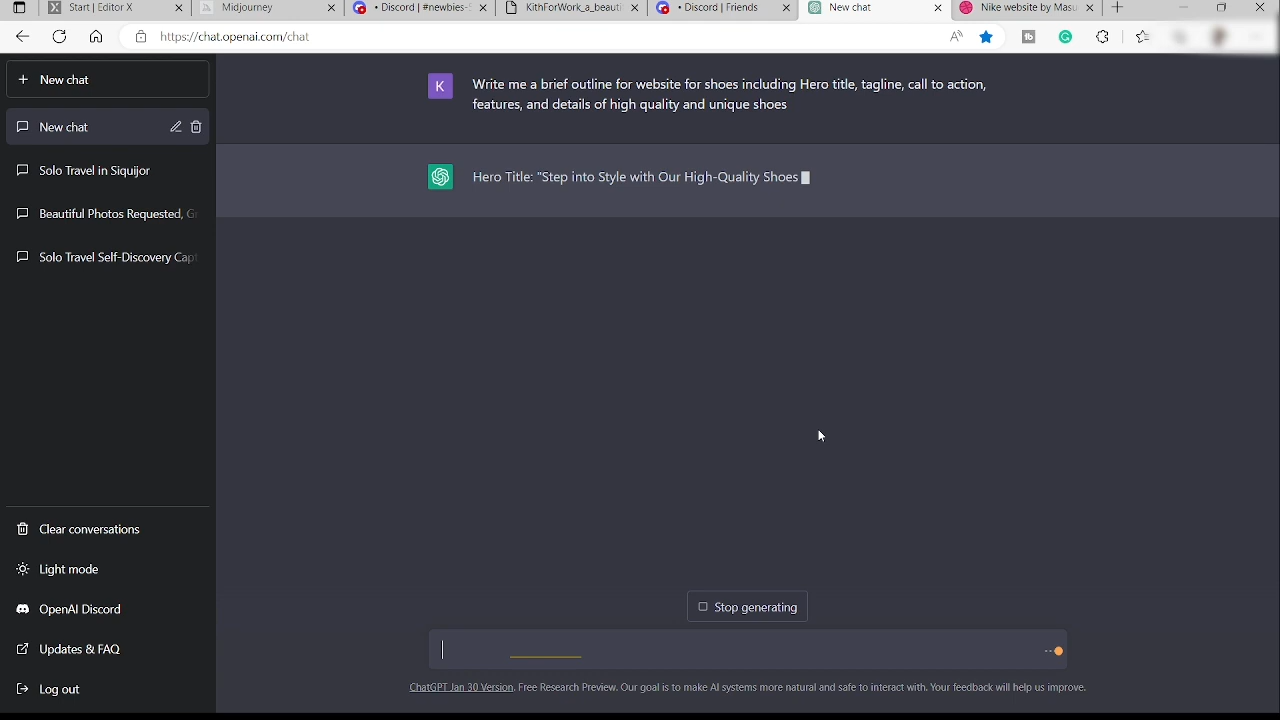 Start | Editor X
Midjourney
• Discord | #newbies-
KithForWork_a_beauti
• Discord | Friends
New chat
Nike website by Masu
https://chat.openai.com/chat
New chat
New chat
Solo Travel in Siquijor
Beautiful Photos Requested, Gr
Solo Travel Self-Discovery Capt
K
Write me a brief outline for website for shoes including Hero title, tagline, call to action,
features, and details of high quality and unique shoes
Hero Title: "Step into Style with Our High-Quality Shoes
Clear conversations
Light mode
OpenAI Discord
Updates & FAQ
Log out
Stop generating
ChatGPT Jan 30 Version. Free Research Preview. Our goal is to make AI systems more natural and safe to interact with. Your feedback will help us improve.